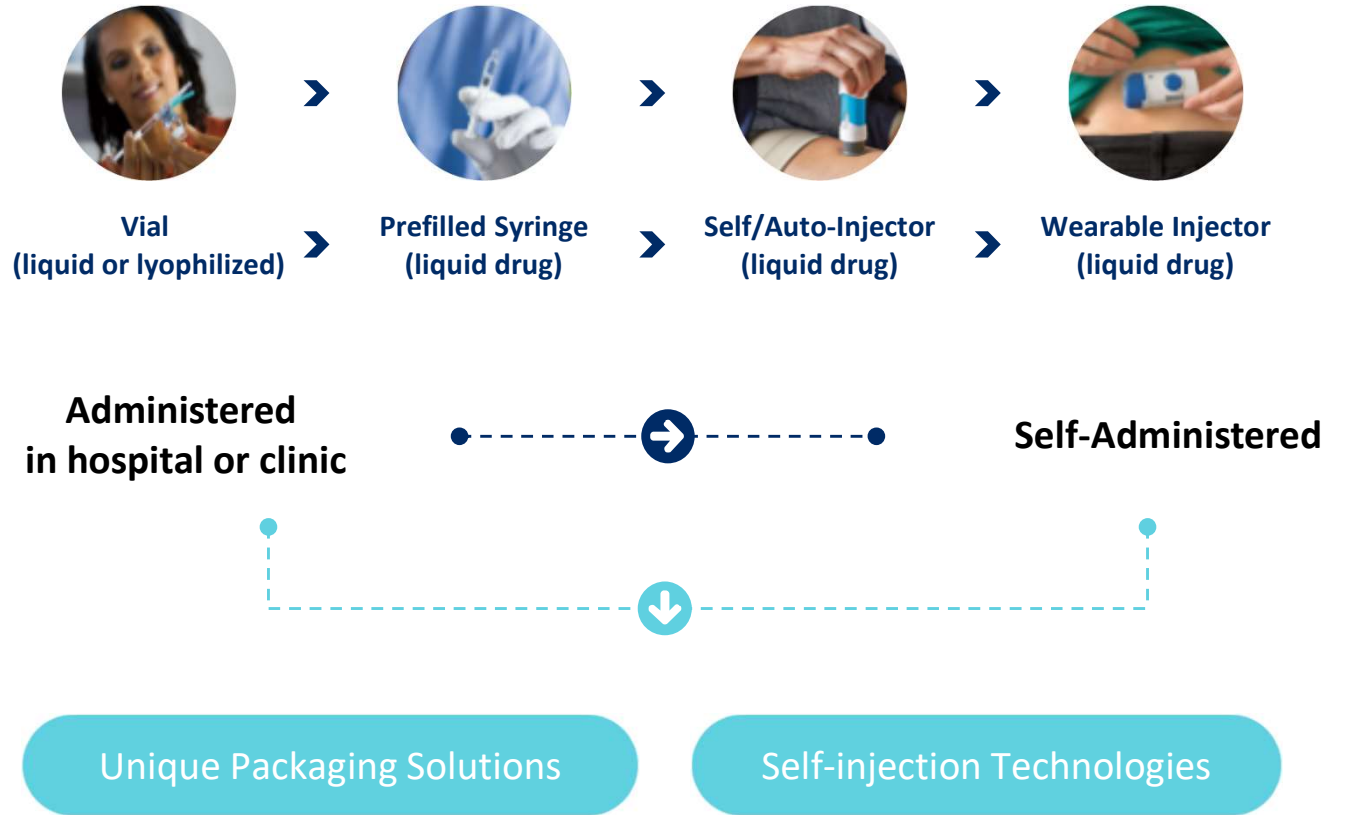 Vial
(liquid or lyophilized)
Prefilled Syringe
(liquid drug)
Self/Auto-Injector
(liquid drug)
Wearable Injector
(liquid drug)
Administered
in hospital or clinic
Self-Administered
Unique Packaging Solutions
Self-injection Technologies